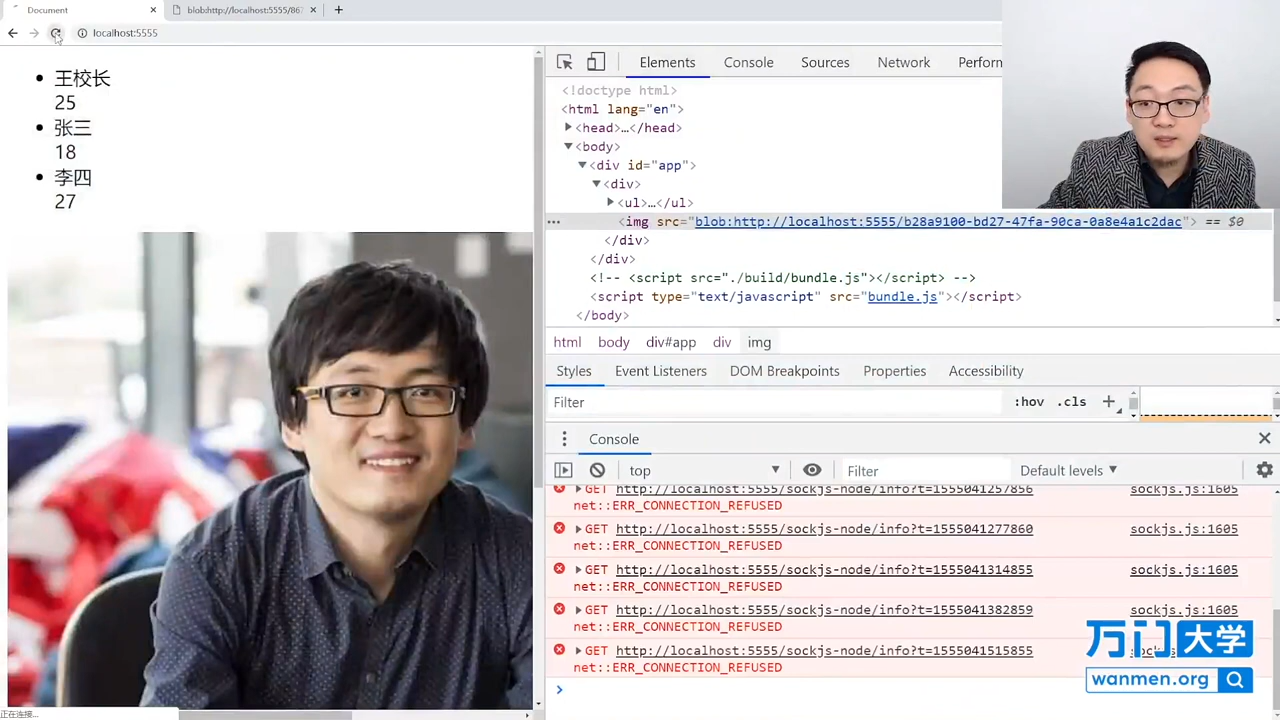 Document
blob:http://localhost:5555/867
localhost:5555
王校长
25
张三
18
李四
27
正在连接...
Elements Console Sources Network Perforn
<!doctype html>
<html lang="en">
<head>…</head>
<body>
<div id="app">
<div>
<ul>…</ul>
<img src="blob:http://localhost:5555/b28a9100-bd27-47fa-90ca-0a8e4a1c2dac"> == $0
</div>
</div>
<!-- <script src="./build/bundle.js"></script> -->
<script type="text/javascript" src="bundle.js"></script>
</body>
html body div#app div img
Styles Event Listeners DOM Breakpoints Properties Accessibility
Filter :hov .cls
Console
top Filter Default levels
GET http://localhost:5555/sockjs-node/info?t=1555041257856 sockjs.js:1605
net::ERR_CONNECTION_REFUSED
GET http://localhost:5555/sockjs-node/info?t=1555041277860 sockjs.js:1605
net::ERR_CONNECTION_REFUSED
GET http://localhost:5555/sockjs-node/info?t=1555041314855 sockjs.js:1605
net::ERR_CONNECTION_REFUSED
GET http://localhost:5555/sockjs-node/info?t=1555041382859 sockjs.js:1605
net::ERR_CONNECTION_REFUSED
GET http://localhost:5555/sockjs-node/info?t=1555041515855
net::ERR_CONNECTION_REFUSED
万门大学
wanmen.org